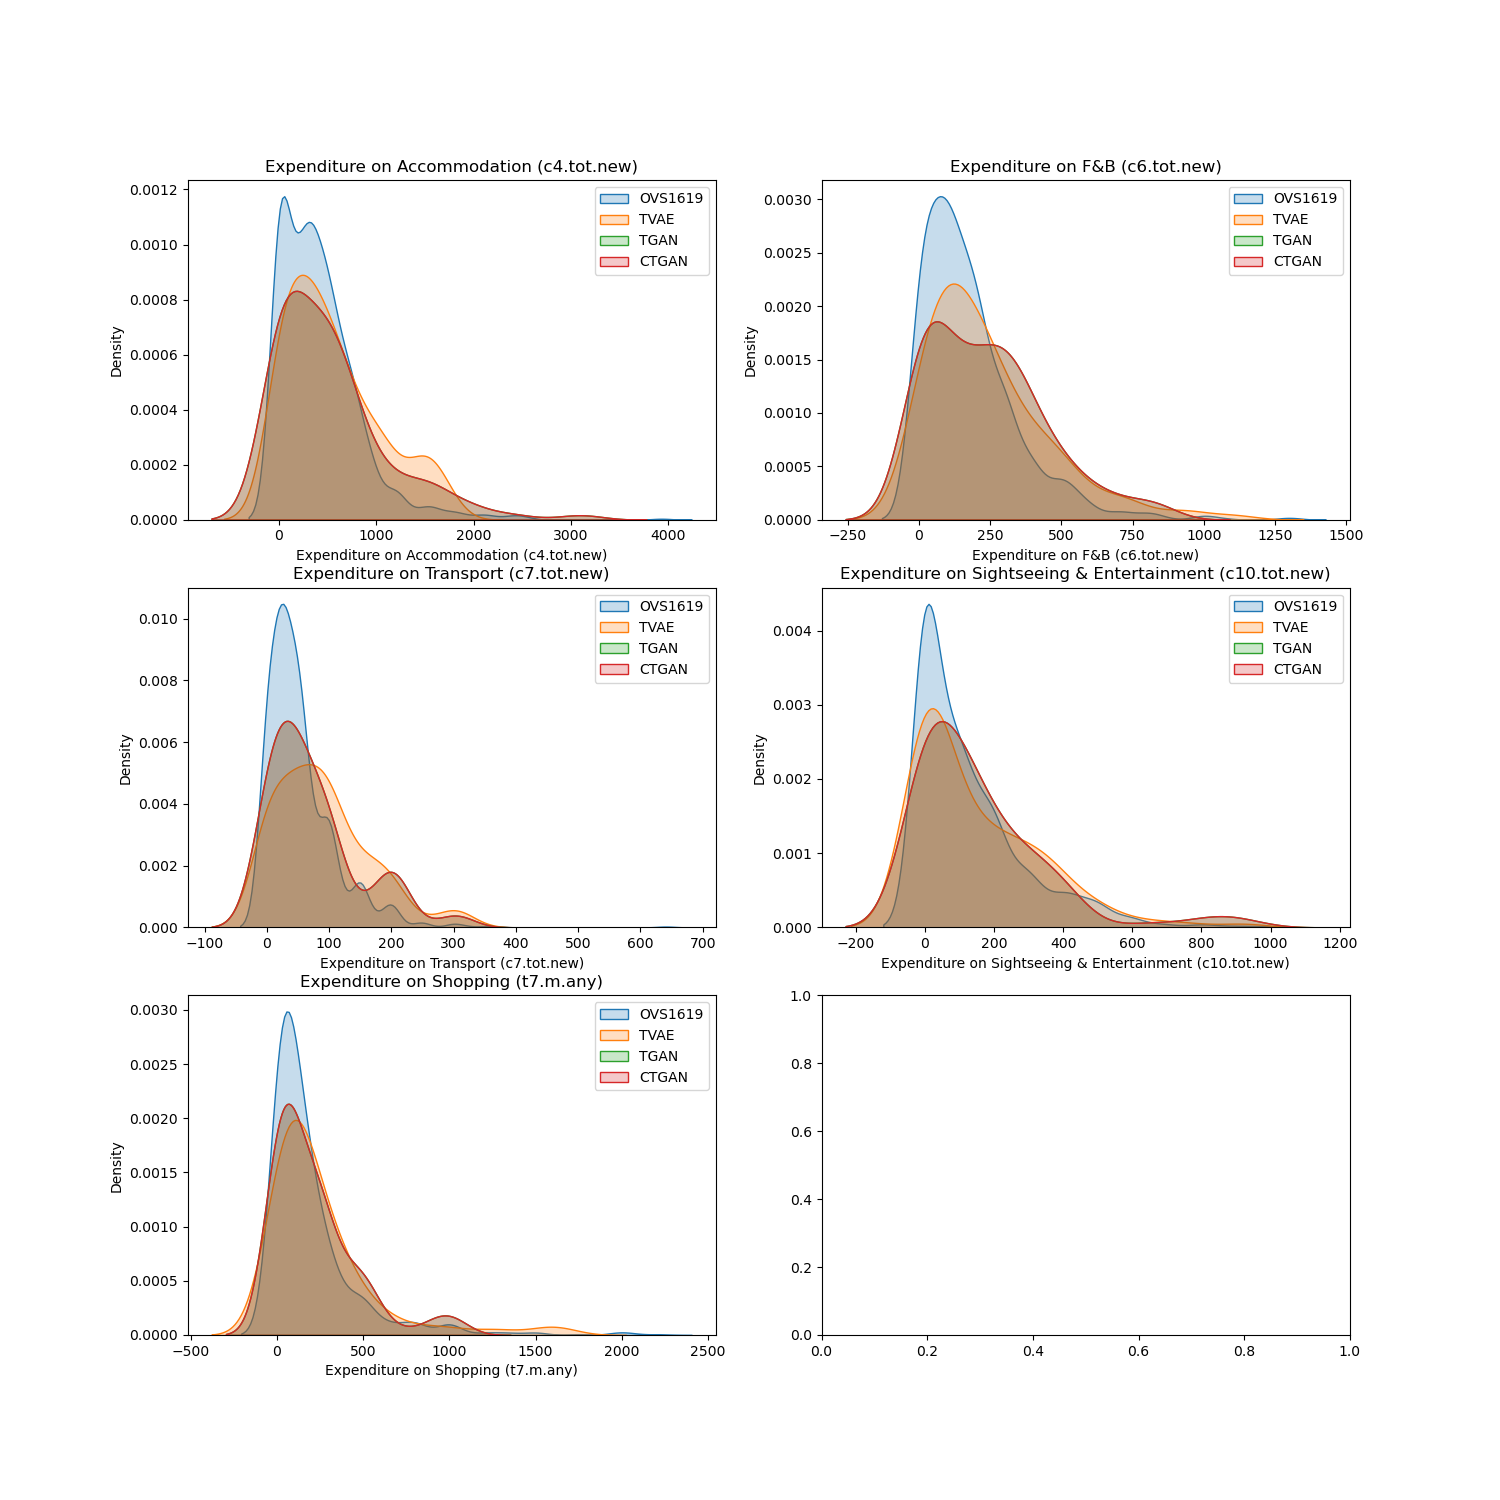 Expenditure on Accommodation (c4.tot.new)
0.0012
0.0010
0.0008
0.0006
0.0004
0.0002
0.0000
Density
OVS1619
TVAE
TGAN
CTGAN
0 1000 2000 3000 4000
Expenditure on Accommodation (c4.tot.new)
Expenditure on F&B (c6.tot.new)
0.0030
0.0025
0.0020
0.0015
0.0010
0.0005
0.0000
Density
OVS1619
TVAE
TGAN
CTGAN
−250 0 250 500 750 1000 1250 1500
Expenditure on F&B (c6.tot.new)
Expenditure on Transport (c7.tot.new)
0.010
0.008
0.006
0.004
0.002
0.000
Density
OVS1619
TVAE
TGAN
CTGAN
−100 0 100 200 300 400 500 600 700
Expenditure on Transport (c7.tot.new)
Expenditure on Sightseeing & Entertainment (c10.tot.new)
0.004
0.003
0.002
0.001
0.000
Density
OVS1619
TVAE
TGAN
CTGAN
−200 0 200 400 600 800 1000 1200
Expenditure on Sightseeing & Entertainment (c10.tot.new)
Expenditure on Shopping (t7.m.any)
0.0030
0.0025
0.0020
0.0015
0.0010
0.0005
0.0000
Density
OVS1619
TVAE
TGAN
CTGAN
−500 0 500 1000 1500 2000 2500
Expenditure on Shopping (t7.m.any)
1.0
0.8
0.6
0.4
0.2
0.0
0.0 0.2 0.4 0.6 0.8 1.0